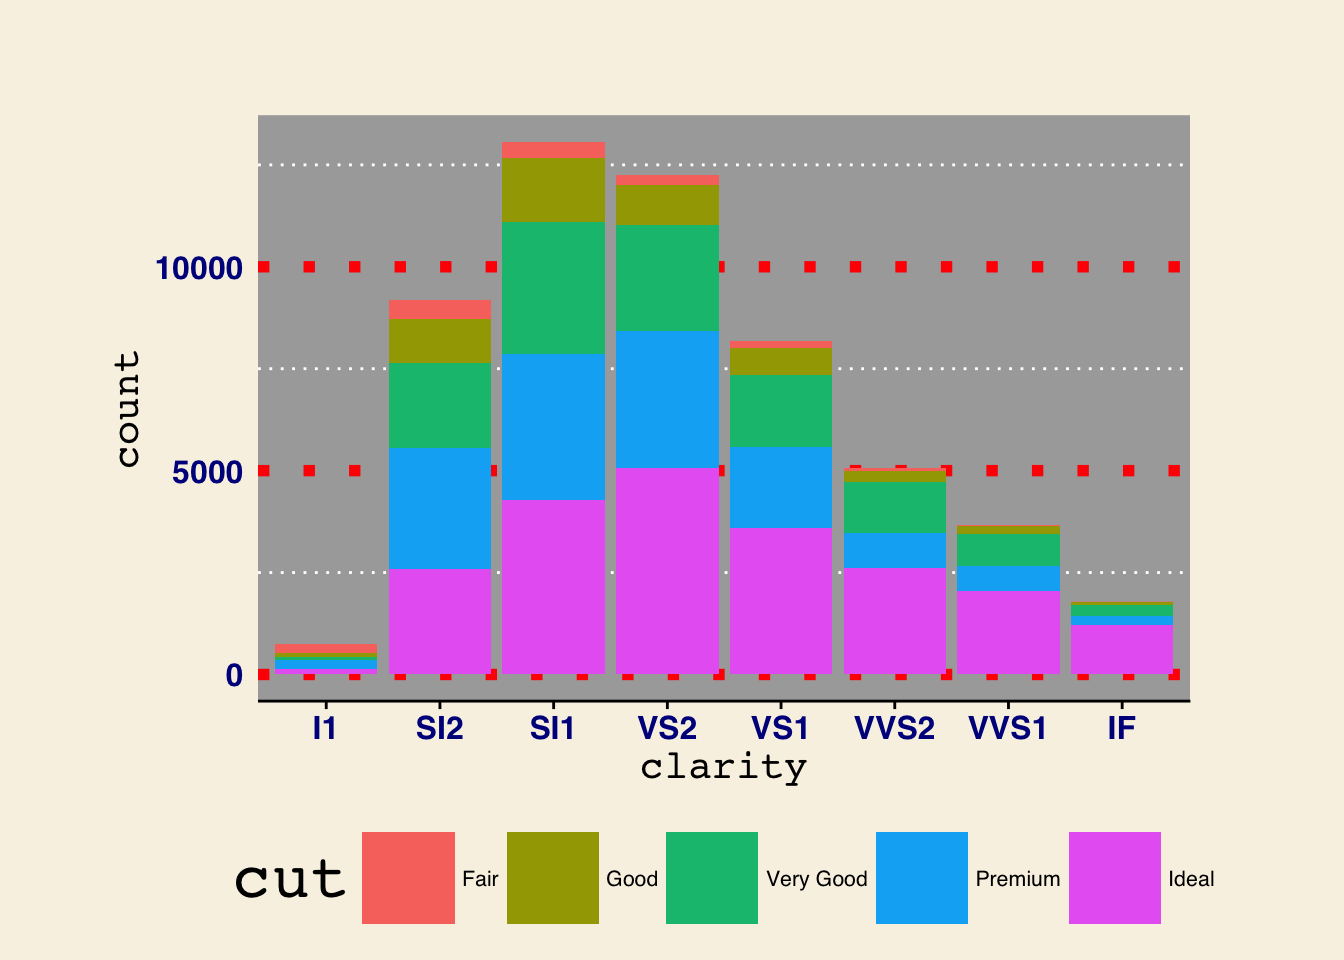 count
10000
5000
0
I1 SI2 SI1 VS2 VS1 VVS2 VVS1 IF
clarity
cut Fair Good Very Good Premium Ideal